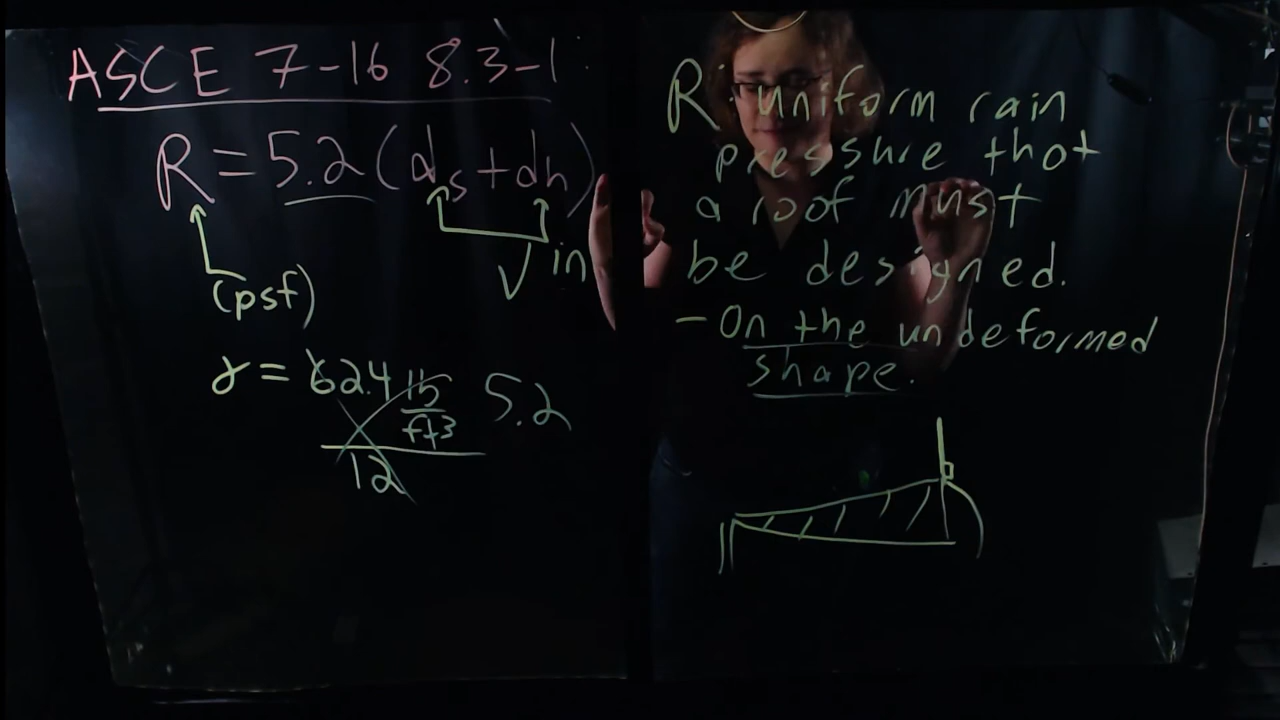 ASCE 7-16 8.3-1:
R = 5.2(ds+dh)
(psf)
in
γ = 62.4 lb/ft3
12
5.2
R: uniform rain
pressure that
a roof must
be designed.
- On the undeformed
shape.